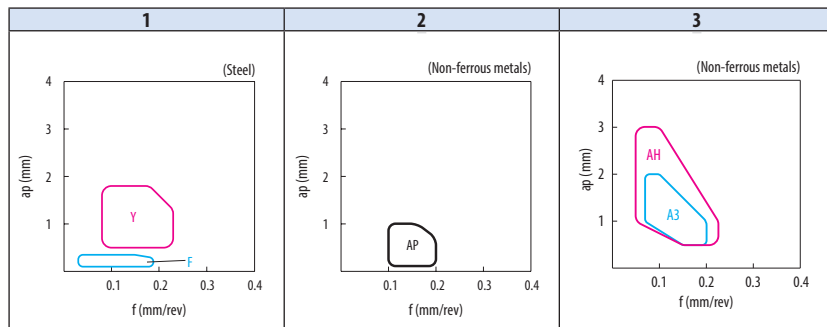 1
2
3
(Steel)
4
3
2
1
ap (mm)
Y
F
0.1 0.2 0.3 0.4
f (mm/rev)
(Non-ferrous metals)
4
3
2
1
ap (mm)
AP
0.1 0.2 0.3 0.4
f (mm/rev)
(Non-ferrous metals)
4
3
2
1
ap (mm)
AH
A3
0.1 0.2 0.3 0.4
f (mm/rev)